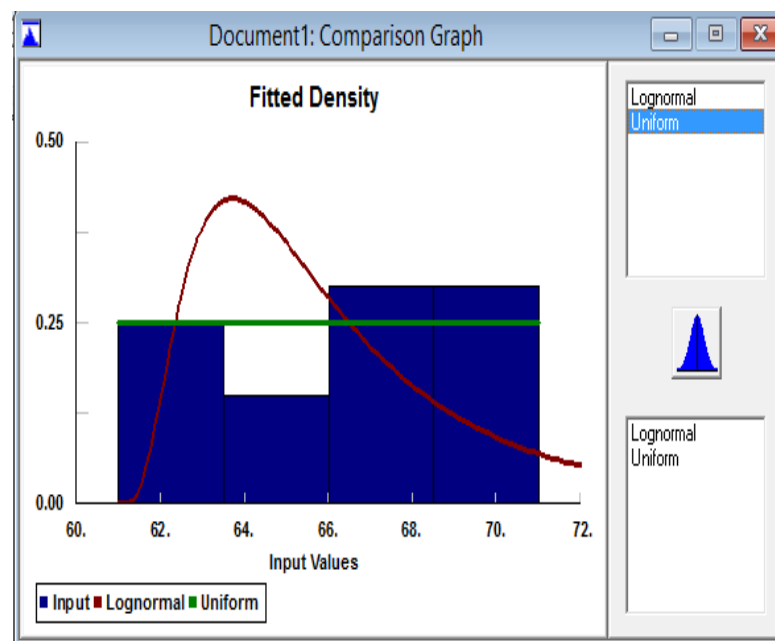 Document1: Comparison Graph
Fitted Density
0.50
0.25
0.00
60. 62. 64. 66. 68. 70. 72.
Input Values
Input Lognormal Uniform
Lognormal
Uniform
Lognormal
Uniform